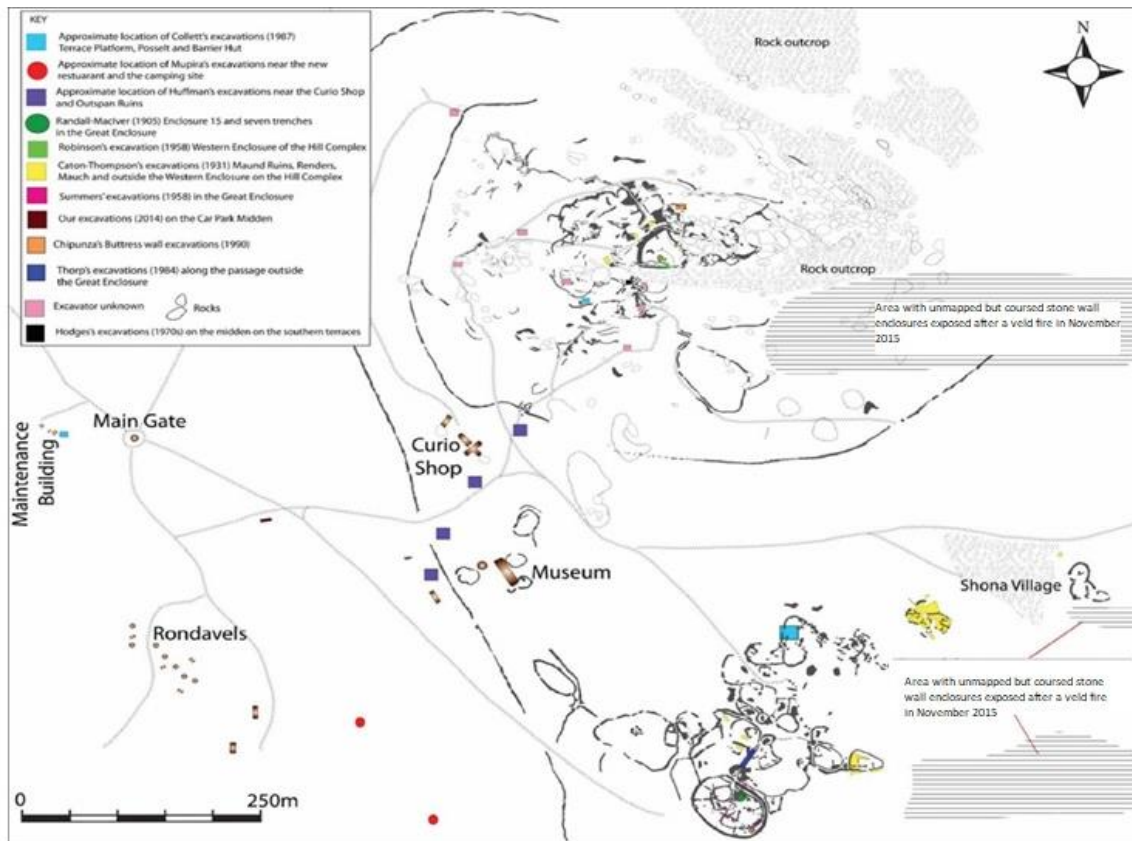 KEY
Approximate location of Collett's excavations (1987)
Terrace Platform, Posselt and Barrier Hut
Approximate location of Mupira's excavations near the new
restuarant and the camping site
Approximate location of Huffman's excavations near the Curio Shop
and Outspan Ruins
Randall-MacIver (1905) Enclosure 15 and seven trenches
in the Great Enclosure
Robinson's excavation (1958) Western Enclosure of the Hill Complex
Caton-Thompson's excavations (1931) Maund Ruins, Renders,
Mauch and outside the Western Enclosure on the Hill Complex
Summers' excavations (1958) in the Great Enclosure
Our excavations (2014) on the Car Park Midden
Chipunza's Buttress wall excavations (1990)
Thorp's excavations (1984) along the passage outside
the Great Enclosure
Excavator unknown
Rocks
Hodges's excavations (1970s) on the midden on the southern terraces
N
Rock outcrop
Rock outcrop
Area with unmapped but coursed stone wall
enclosures exposed after a veld fire in November
2015
Main Gate
Maintenance
Building
Curio
Shop
Museum
Shona Village
Rondavels
Area with unmapped but coursed stone
wall enclosures exposed after a veld fire
in November 2015
0
250m